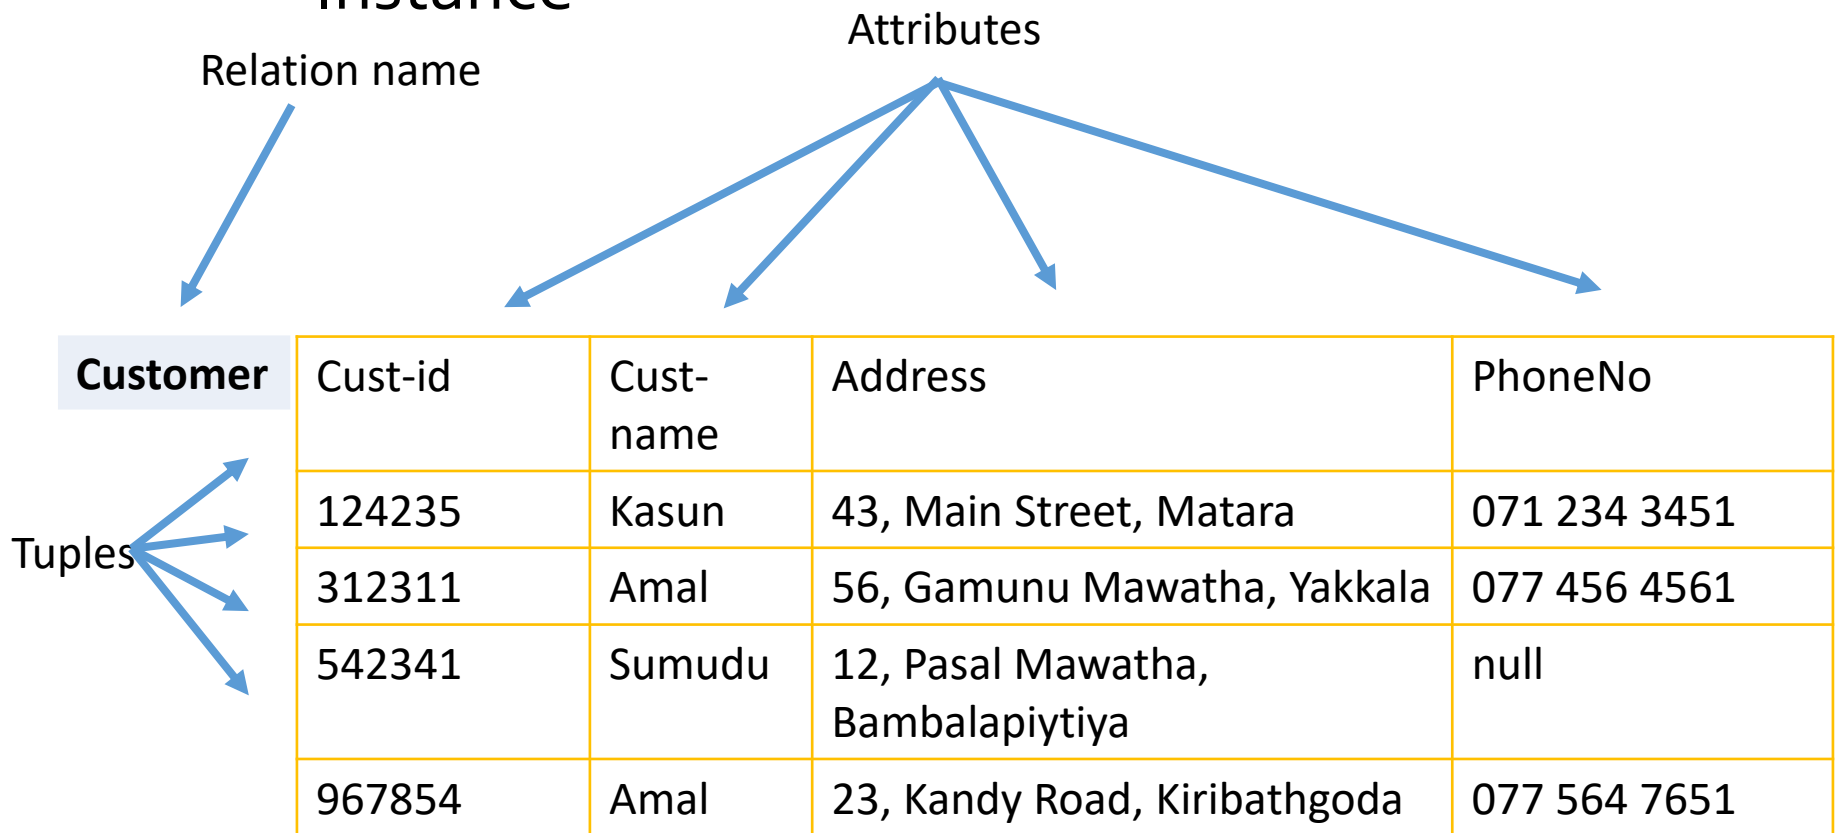 Instance
Attributes
Relation name
Customer
Cust-id
Cust-
name
Address
PhoneNo
Tuples
124235
Kasun
43, Main Street, Matara
071 234 3451
312311
Amal
56, Gamunu Mawatha, Yakkala
077 456 4561
542341
Sumudu
12, Pasal Mawatha,
Bambalapiytiya
null
967854
Amal
23, Kandy Road, Kiribathgoda
077 564 7651